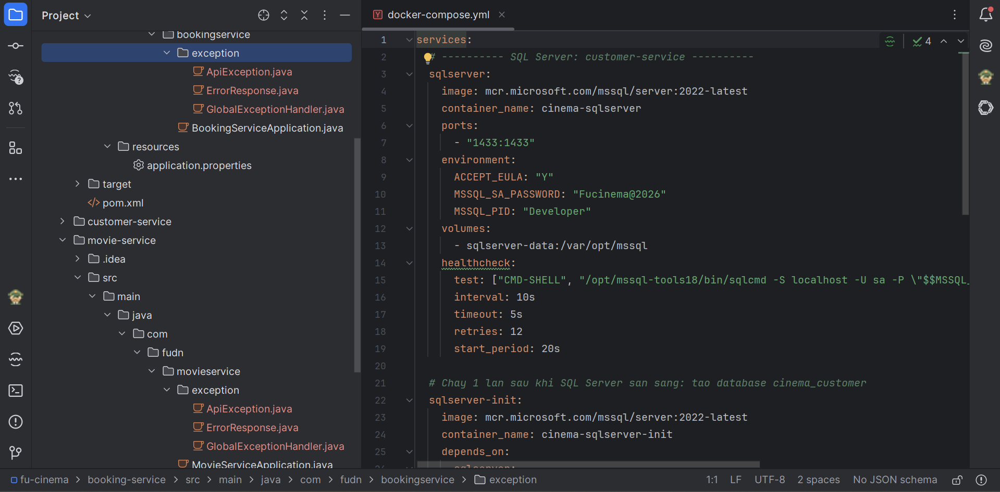 Project
docker-compose.yml
bookingservice
exception
ApiException.java
ErrorResponse.java
GlobalExceptionHandler.java
BookingServiceApplication.java
resources
application.properties
target
pom.xml
customer-service
movie-service
.idea
src
main
java
com
fudn
movieservice
exception
ApiException.java
ErrorResponse.java
GlobalExceptionHandler.java
MovieServiceApplication.java
4
1 services:
2 # ---------- SQL Server: customer-service ----------
3 sqlserver:
4 image: mcr.microsoft.com/mssql/server:2022-latest
5 container_name: cinema-sqlserver
6 ports:
7 - "1433:1433"
8 environment:
9 ACCEPT_EULA: "Y"
10 MSSQL_SA_PASSWORD: "Fucinema@2026"
11 MSSQL_PID: "Developer"
12 volumes:
13 - sqlserver-data:/var/opt/mssql
14 healthcheck:
15 test: ["CMD-SHELL", "/opt/mssql-tools18/bin/sqlcmd -S localhost -U sa -P \"$$MSSQL_
16 interval: 10s
17 timeout: 5s
18 retries: 12
19 start_period: 20s
20
21 # Chay 1 lan sau khi SQL Server san sang: tao database cinema_customer
22 sqlserver-init:
23 image: mcr.microsoft.com/mssql/server:2022-latest
24 container_name: cinema-sqlserver-init
25 depends_on:
26 sqlserver:
fu-cinema > booking-service > src > main > java > com > fudn > bookingservice > exception
1:1 LF UTF-8 2 spaces No JSON schema